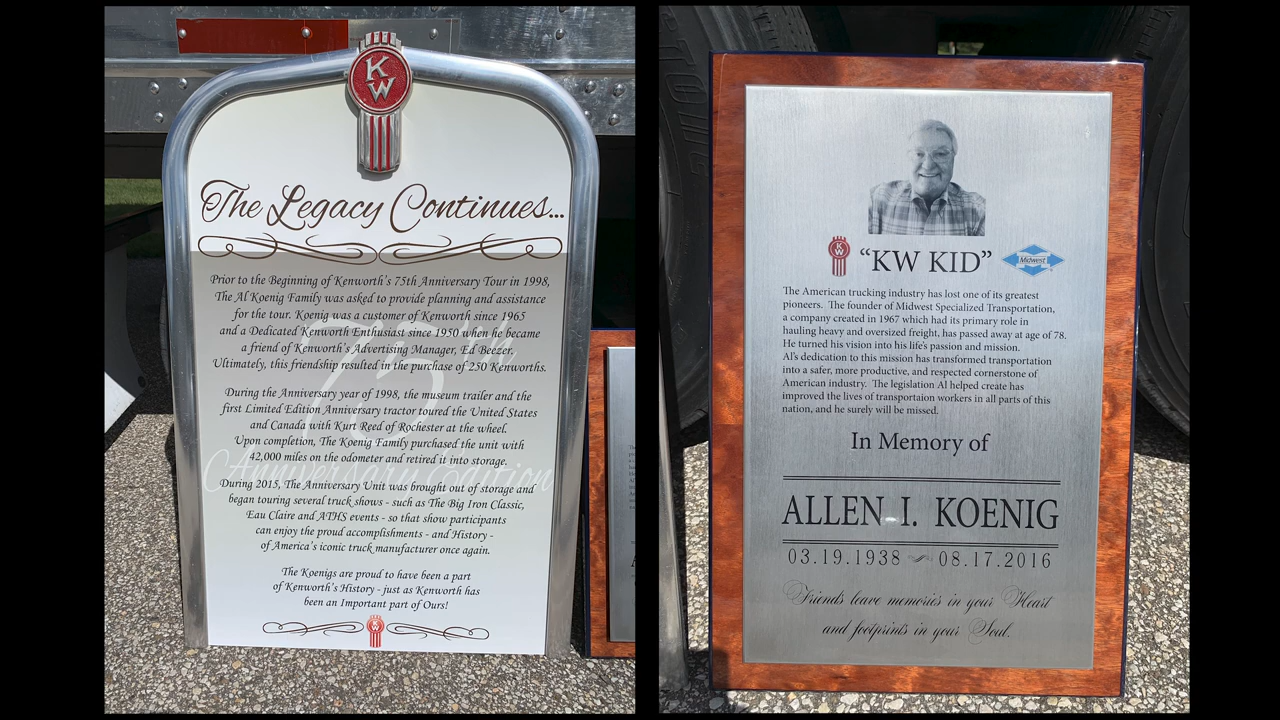 KW
The Legacy Continues...
Prior to the Beginning of Kenworth's 75th Anniversary Tour in 1998,
The Al Koenig Family was asked to provide planning and assistance
for the tour. Koenig was a customer of Kenworth since 1965
and a Dedicated Kenworth Enthusiast since 1950 when he became
a friend of Kenworth's Advertising Manager, Ed Beezer.
Ultimately, this friendship resulted in the purchase of 250 Kenworths.
During the Anniversary year of 1998, the museum trailer and the
first Limited Edition Anniversary tractor toured the United States
and Canada with Kurt Reed of Rochester at the wheel.
Upon completion, The Koenig Family purchased the unit with
42,000 miles on the odometer and retired it into storage.
During 2015, The Anniversary Unit was brought out of storage and
began touring several truck shows - such as The Big Iron Classic,
Eau Claire and ATHS events - so that show participants
can enjoy the proud accomplishments - and History -
of America's iconic truck manufacturer once again.
The Koenigs are proud to have been a part
of Kenworth's History - just as Kenworth has
been an Important part of Ours!
75th
Anniversary Edition
"KW KID"
Midwest
The American trucking industry has lost one of its greatest
pioneers. The founder of Midwest Specialized Transportation,
a company created in 1967 which had its primary role in
hauling heavy and oversized freight, has passed away at age of 78.
He turned his vision into his life's passion and mission.
Al's dedication to this mission has transformed transportation
into a safer, more productive, and respected cornerstone of
American industry. The legislation Al helped create has
improved the lives of transportaion workers in all parts of this
nation, and he surely will be missed.
In Memory of
ALLEN I. KOENIG
03.19.1938 08.17.2016
Friends leave memories in your Heart
and footprints in your Soul.